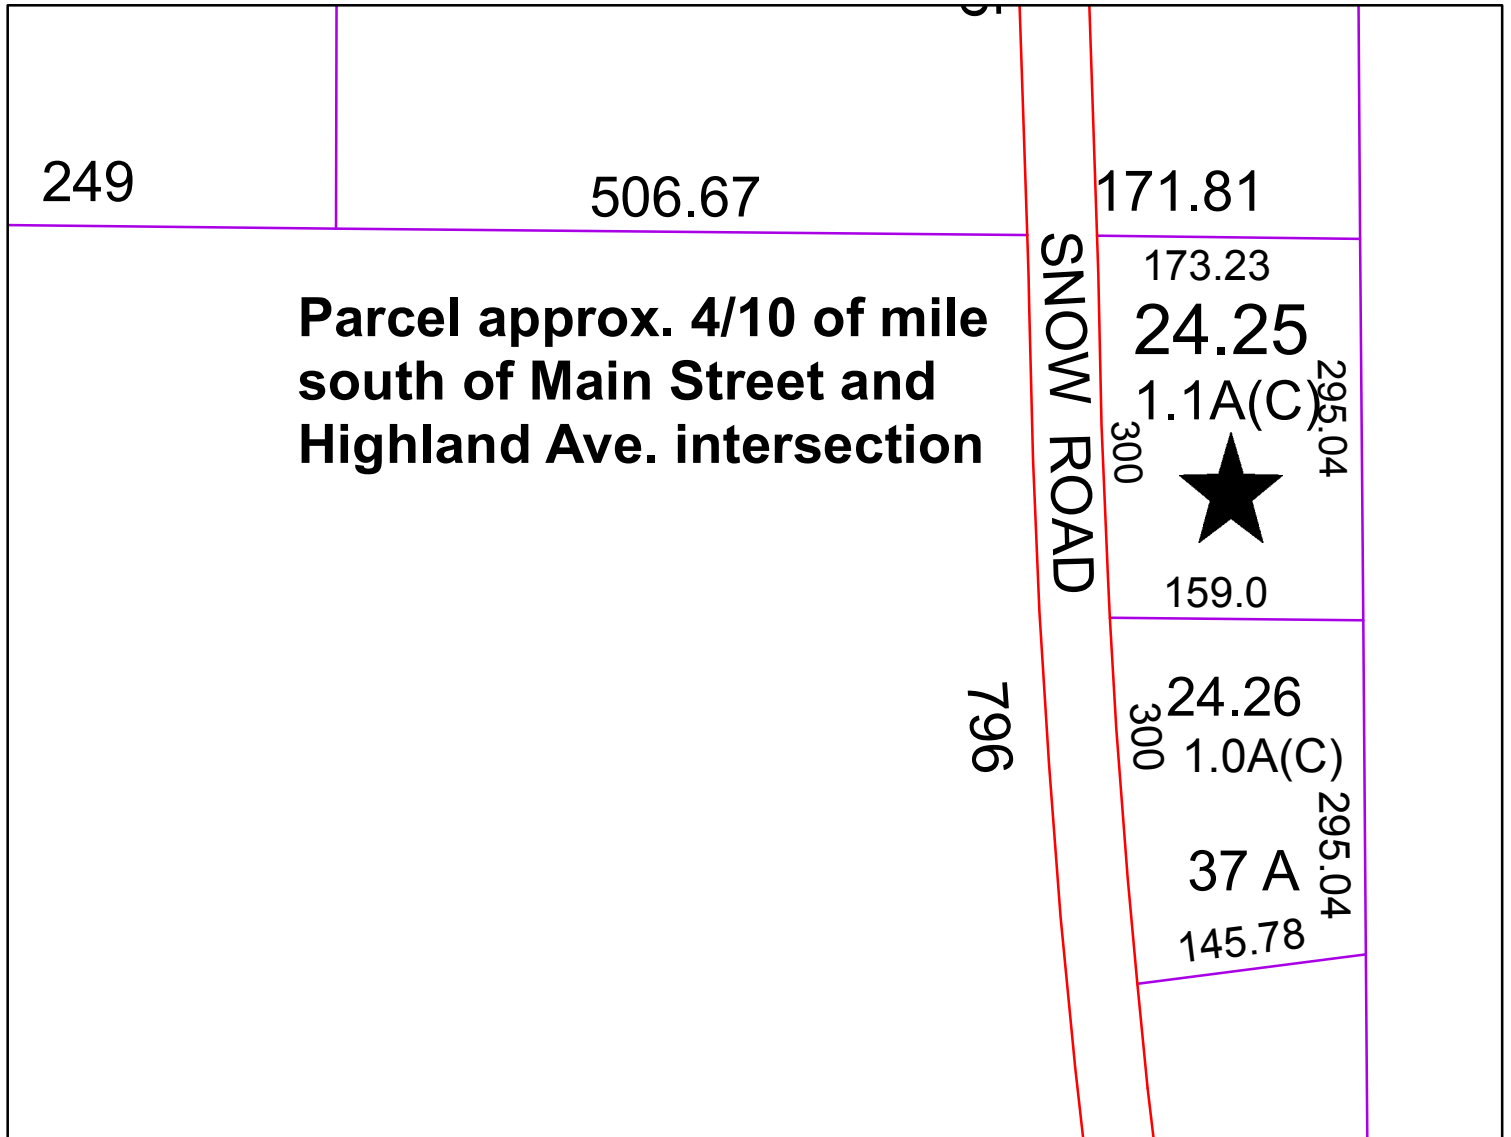 249
506.67
171.81
173.23
24.25
1.1A(C)
295.04
300
SNOW ROAD
Parcel approx. 4/10 of mile
south of Main Street and
Highland Ave. intersection
159.0
796
300
24.26
1.0A(C)
295.04
37 A
145.78